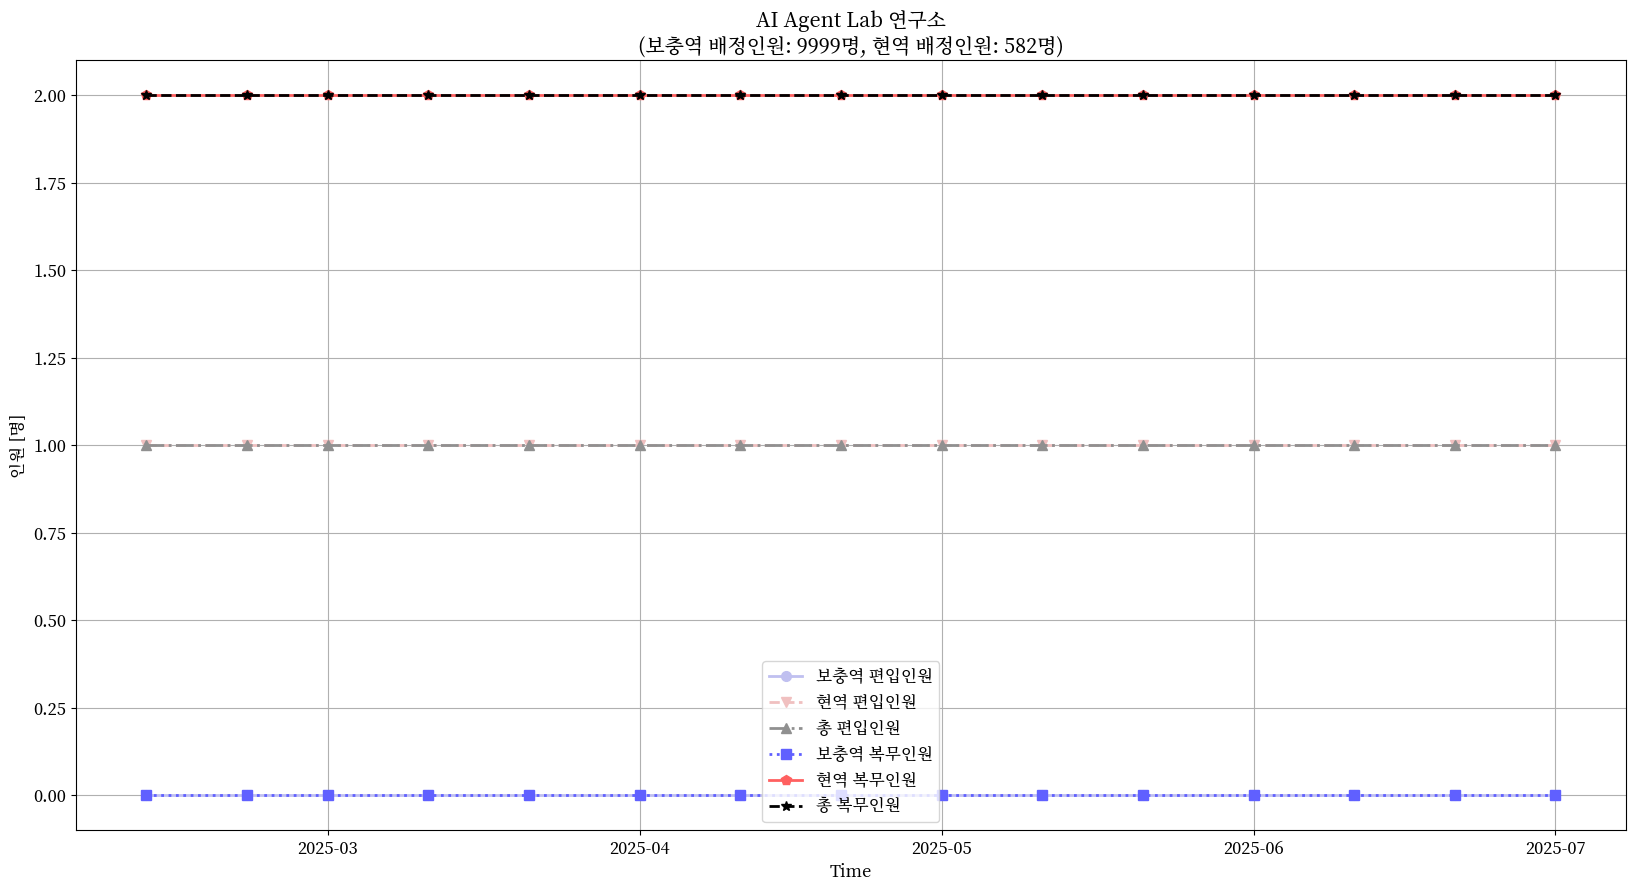 AI Agent Lab 연구소
(보충역 배정인원: 9999명, 현역 배정인원: 582명)
인원 [명]
2.00
1.75
1.50
1.25
1.00
0.75
0.50
0.25
0.00
보충역 편입인원
현역 편입인원
총 편입인원
보충역 복무인원
현역 복무인원
총 복무인원
2025-03 2025-04 2025-05 2025-06 2025-07
Time